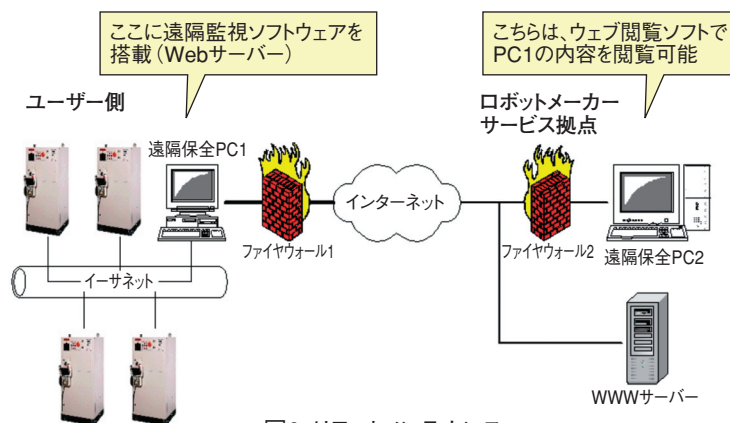 ここに遠隔監視ソフトウェアを
搭載（Webサーバー）
こちらは、ウェブ閲覧ソフトで
PC1の内容を閲覧可能
ユーザー側
ロボットメーカー
サービス拠点
遠隔保全PC1
インターネット
ファイヤウォール1
ファイヤウォール2
遠隔保全PC2
イーサネット
WWWサーバー